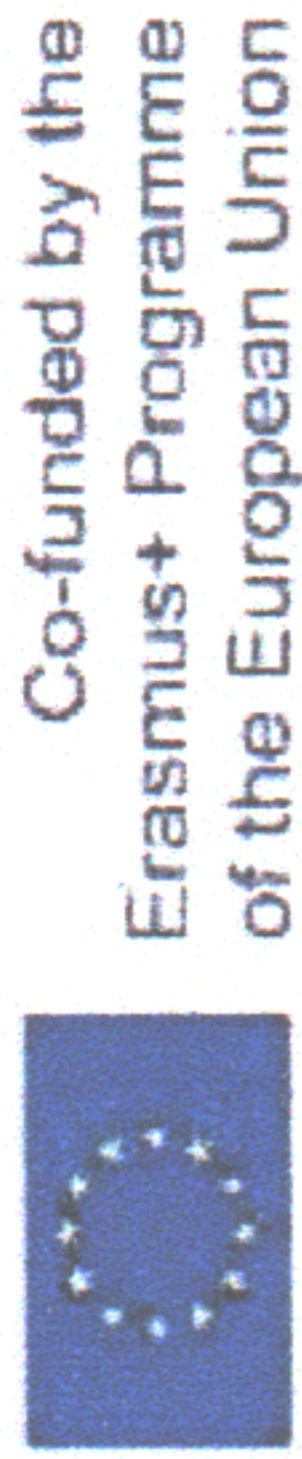 Co-funded by the
Erasmus+ Programme
of the European Union